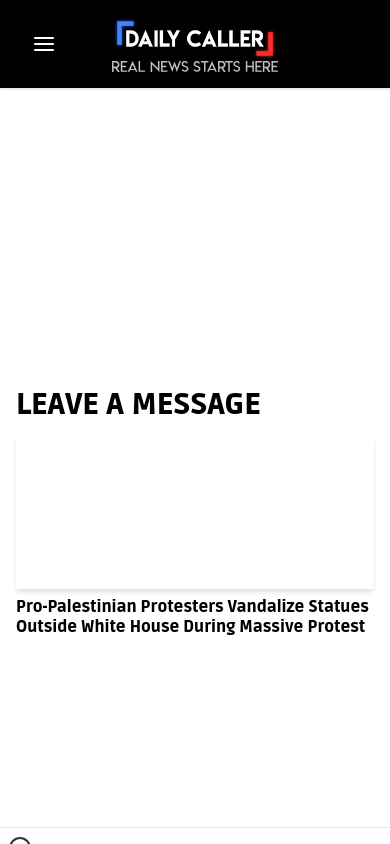 DAILY CALLER
REAL NEWS STARTS HERE
LEAVE A MESSAGE
Pro-Palestinian Protesters Vandalize Statues
Outside White House During Massive Protest